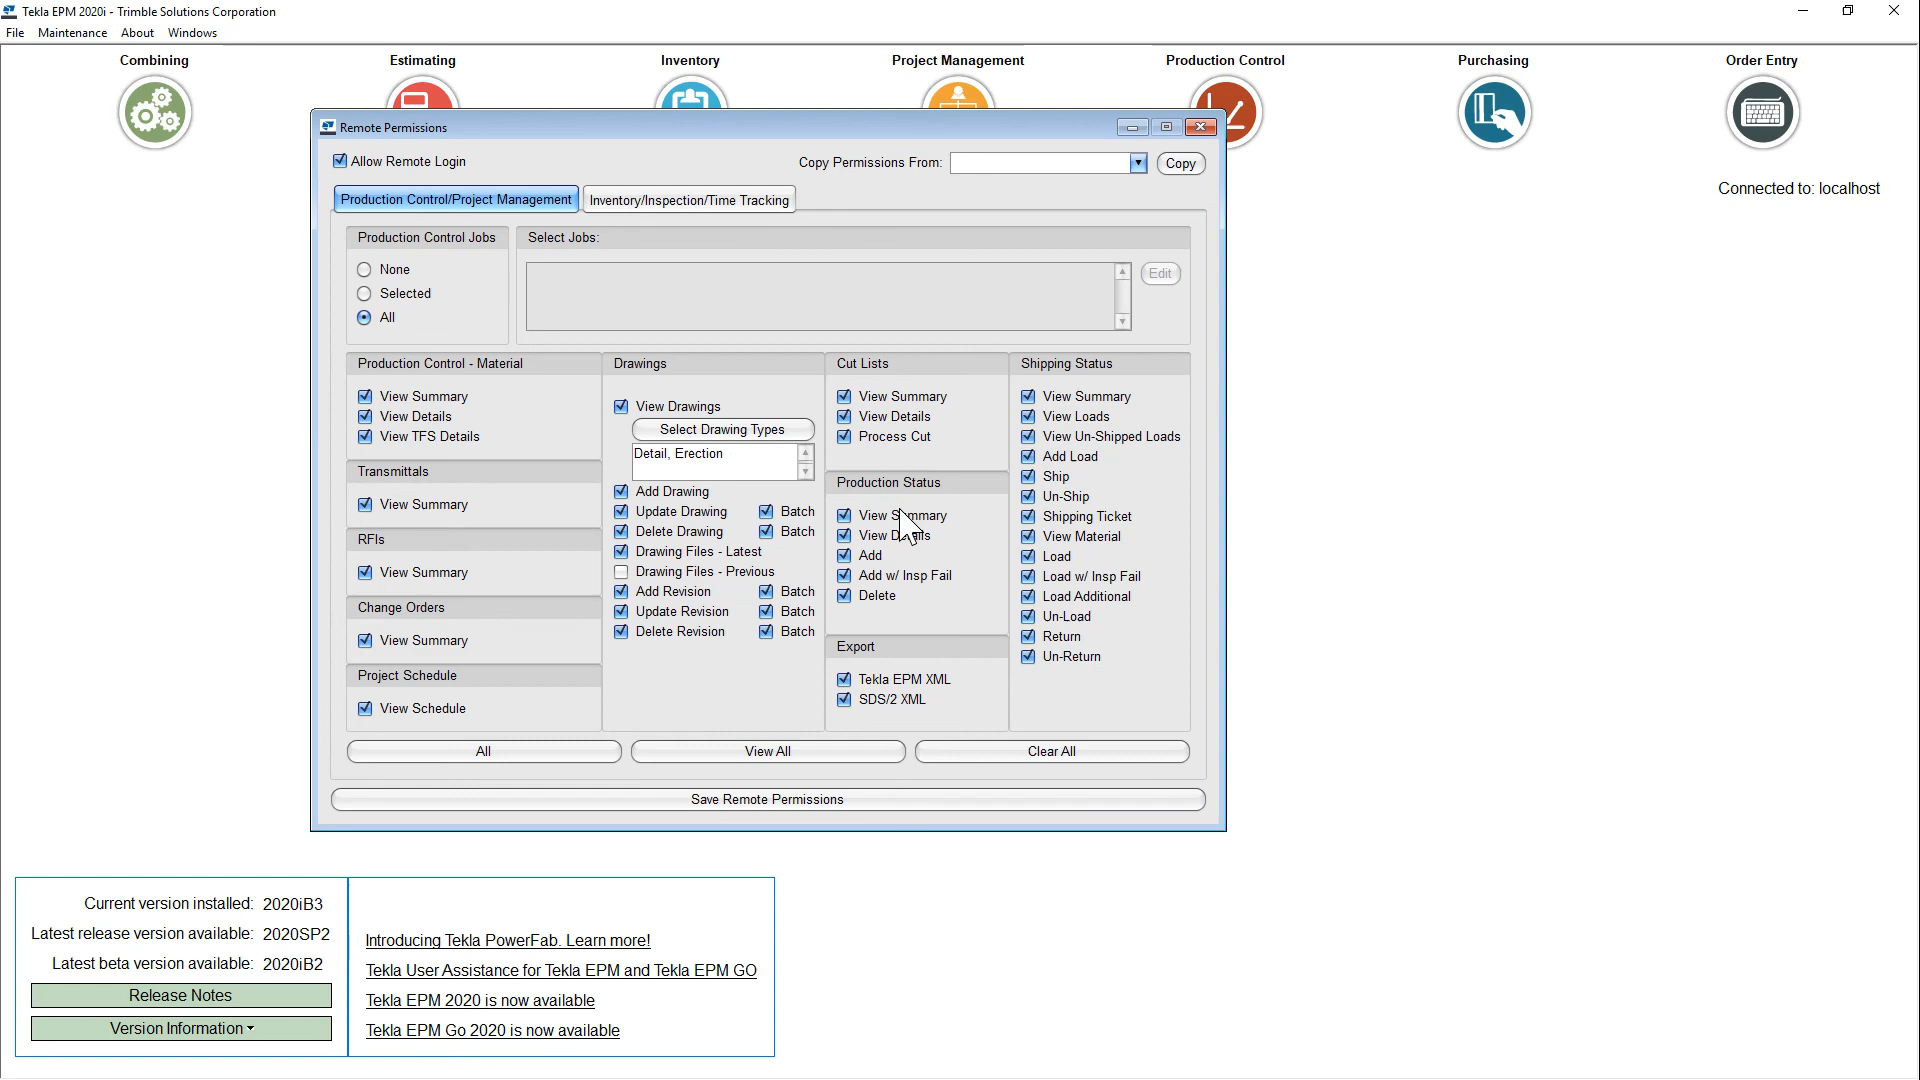 Tekla EPM 2020i - Trimble Solutions Corporation
File Maintenance About Windows
Combining Estimating Inventory Project Management Production Control Purchasing Order Entry
Connected to: localhost
Remote Permissions
Allow Remote Login
Copy Permissions From:
Copy
Production Control/Project Management
Inventory/Inspection/Time Tracking
Production Control Jobs
None
Selected
All
Select Jobs:
Edit
Production Control - Material
View Summary
View Details
View TFS Details
Transmittals
View Summary
RFIs
View Summary
Change Orders
View Summary
Project Schedule
View Schedule
Drawings
View Drawings
Select Drawing Types
Detail, Erection
Add Drawing
Update Drawing Batch
Delete Drawing Batch
Drawing Files - Latest
Drawing Files - Previous
Add Revision Batch
Update Revision Batch
Delete Revision Batch
Cut Lists
View Summary
View Details
Process Cut
Production Status
View Summary
View Details
Add
Add w/ Insp Fail
Delete
Export
Tekla EPM XML
SDS/2 XML
Shipping Status
View Summary
View Loads
View Un-Shipped Loads
Add Load
Ship
Un-Ship
Shipping Ticket
View Material
Load
Load w/ Insp Fail
Load Additional
Un-Load
Return
Un-Return
All
View All
Clear All
Save Remote Permissions
Current version installed: 2020iB3
Latest release version available: 2020SP2
Latest beta version available: 2020iB2
Release Notes
Version Information
Introducing Tekla PowerFab. Learn more!
Tekla User Assistance for Tekla EPM and Tekla EPM GO
Tekla EPM 2020 is now available
Tekla EPM Go 2020 is now available